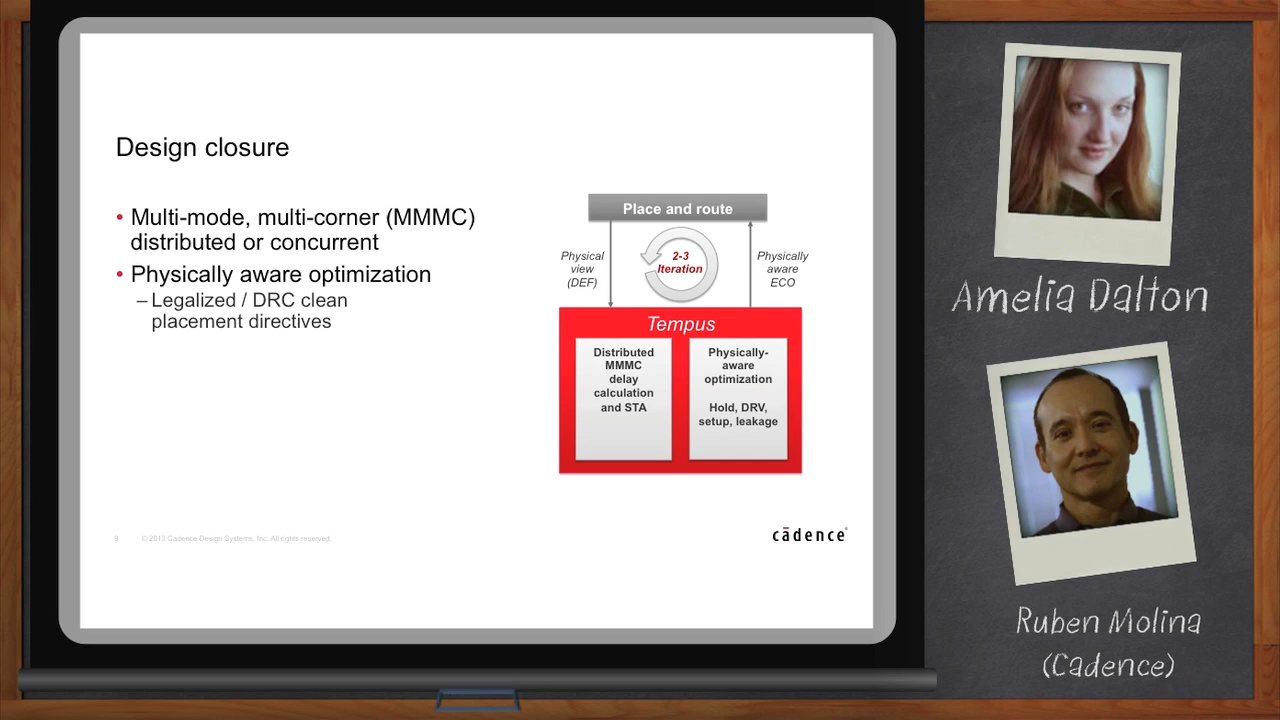 Design closure
• Multi-mode, multi-corner (MMMC)
distributed or concurrent
• Physically aware optimization
– Legalized / DRC clean
placement directives
Place and route
Physical
view
(DEF)
2-3
Iteration
Physically
aware
ECO
Tempus
Distributed
MMMC
delay
calculation
and STA
Physically-
aware
optimization
Hold, DRV,
setup, leakage
9 © 2013 Cadence Design Systems, Inc. All rights reserved.
cādence®
Amelia Dalton
Ruben Molina
(Cadence)